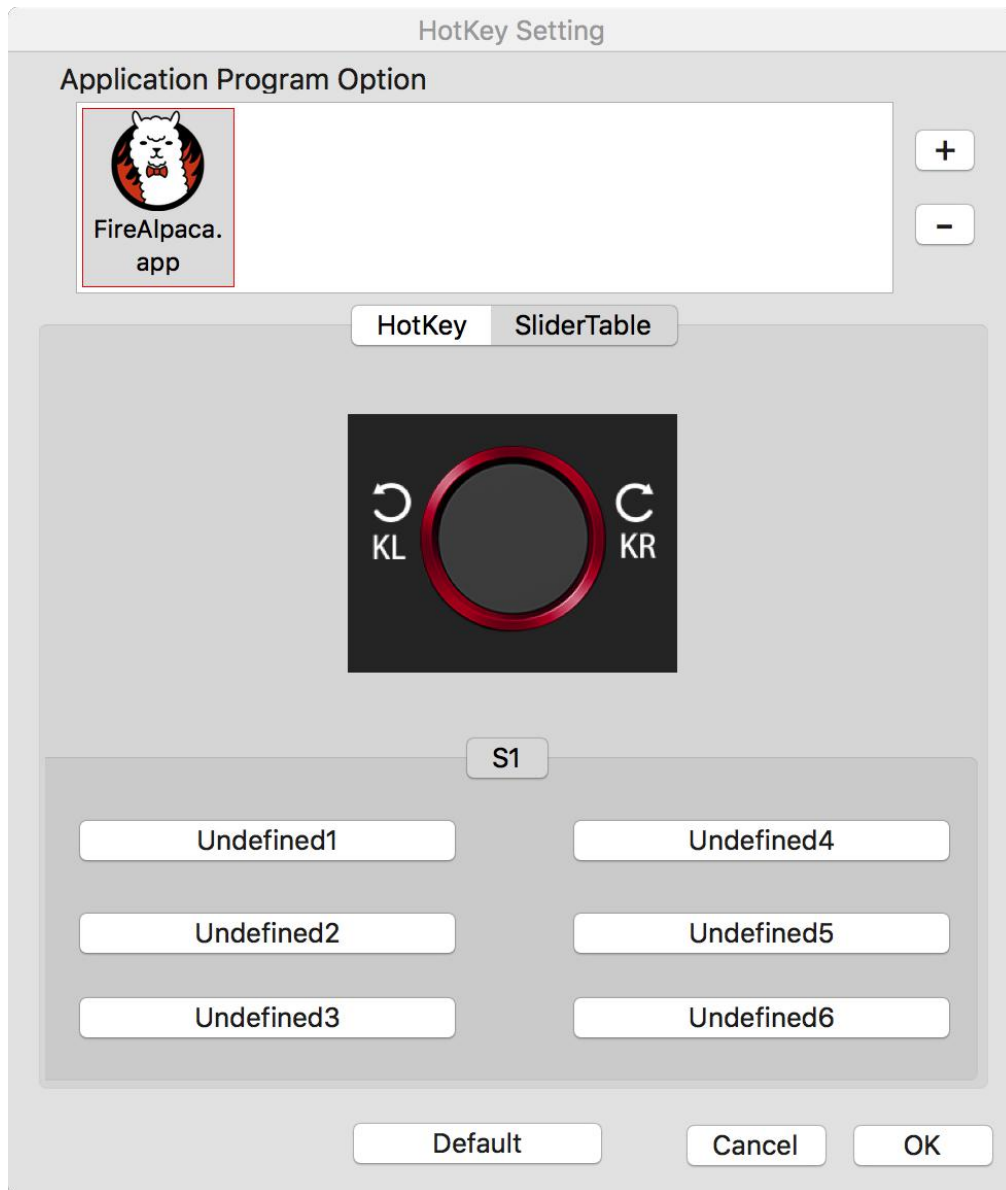 HotKey Setting
Application Program Option
FireAlpaca.
app
+
-
HotKey SliderTable
KL KR
S1
Undefined1 Undefined4
Undefined2 Undefined5
Undefined3 Undefined6
Default Cancel OK